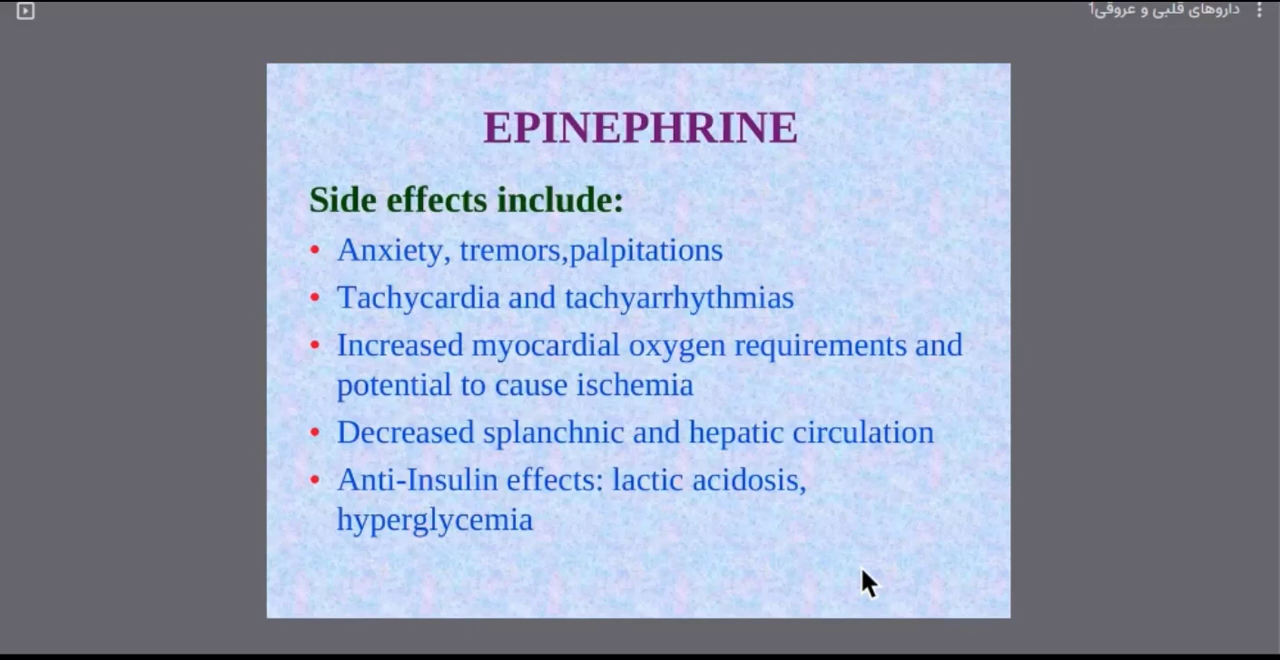 داروهای قلبی و عروقی1
EPINEPHRINE
Side effects include:
• Anxiety, tremors,palpitations
• Tachycardia and tachyarrhythmias
• Increased myocardial oxygen requirements and
potential to cause ischemia
• Decreased splanchnic and hepatic circulation
• Anti-Insulin effects: lactic acidosis,
hyperglycemia